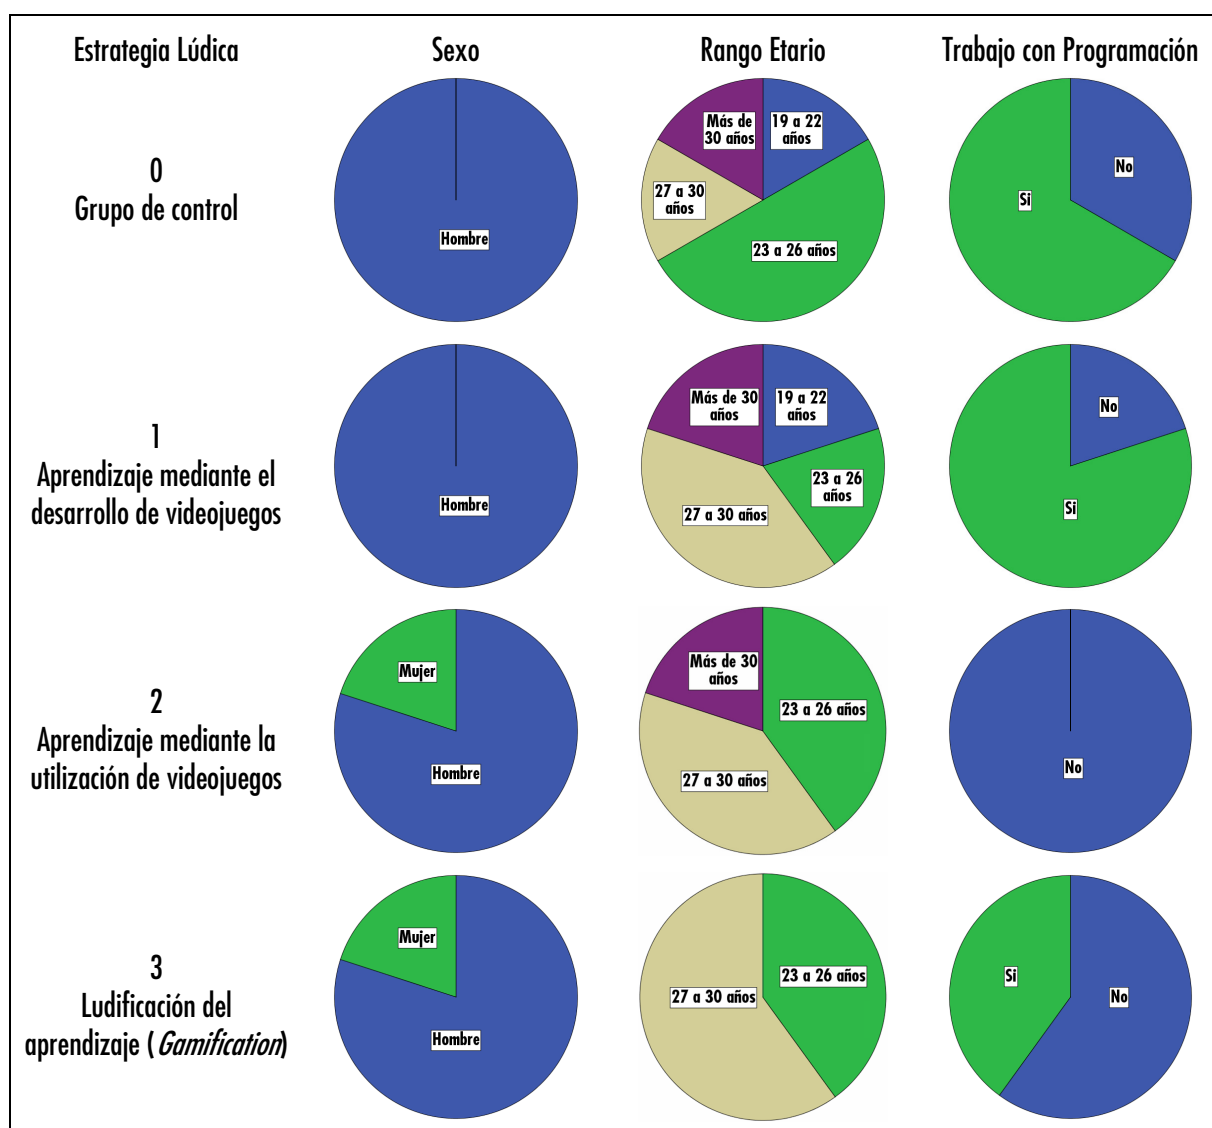 Estrategia Lúdica
Sexo
Rango Etario
Trabajo con Programación
0
Grupo de control
Hombre
Más de
30 años
19 a 22
años
27 a 30
años
23 a 26 años
No
Si
1
Aprendizaje mediante el
desarrollo de videojuegos
Hombre
Más de 30
años
19 a 22
años
23 a 26
años
27 a 30 años
No
Si
2
Aprendizaje mediante la
utilización de videojuegos
Mujer
Hombre
Más de 30
años
23 a 26 años
27 a 30 años
No
3
Ludificación del
aprendizaje (Gamification)
Mujer
Hombre
23 a 26 años
27 a 30 años
Si
No